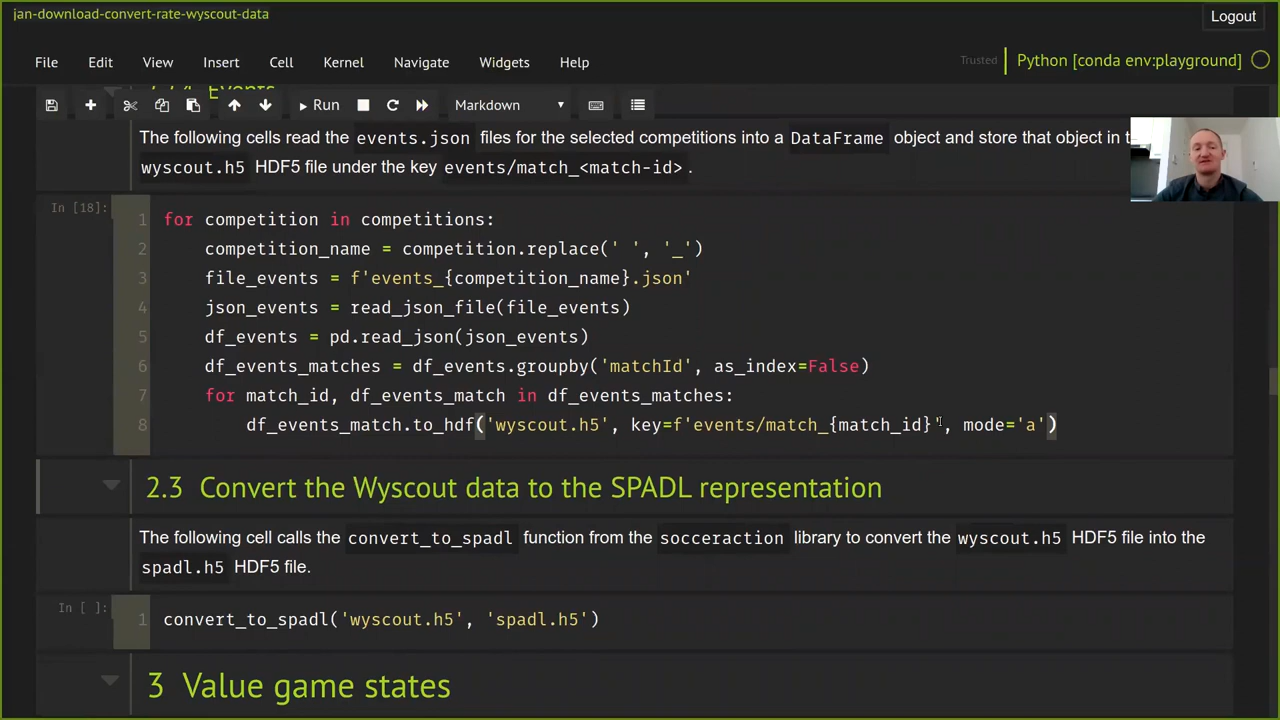 jan-download-convert-rate-wyscout-data
Logout
File Edit View Insert Cell Kernel Navigate Widgets Help
Trusted Python [conda env:playground]
Events
Run Markdown
The following cells read the events.json files for the selected competitions into a DataFrame object and store that object in
wyscout.h5 HDF5 file under the key events/match_<match-id> .
In [18]:
1 for competition in competitions:
2 competition_name = competition.replace(' ', '_')
3 file_events = f'events_{competition_name}.json'
4 json_events = read_json_file(file_events)
5 df_events = pd.read_json(json_events)
6 df_events_matches = df_events.groupby('matchId', as_index=False)
7 for match_id, df_events_match in df_events_matches:
8 df_events_match.to_hdf('wyscout.h5', key=f'events/match_{match_id}', mode='a')
2.3 Convert the Wyscout data to the SPADL representation
The following cell calls the convert_to_spadl function from the socceraction library to convert the wyscout.h5 HDF5 file into the
spadl.h5 HDF5 file.
In [ ]:
1 convert_to_spadl('wyscout.h5', 'spadl.h5')
3 Value game states